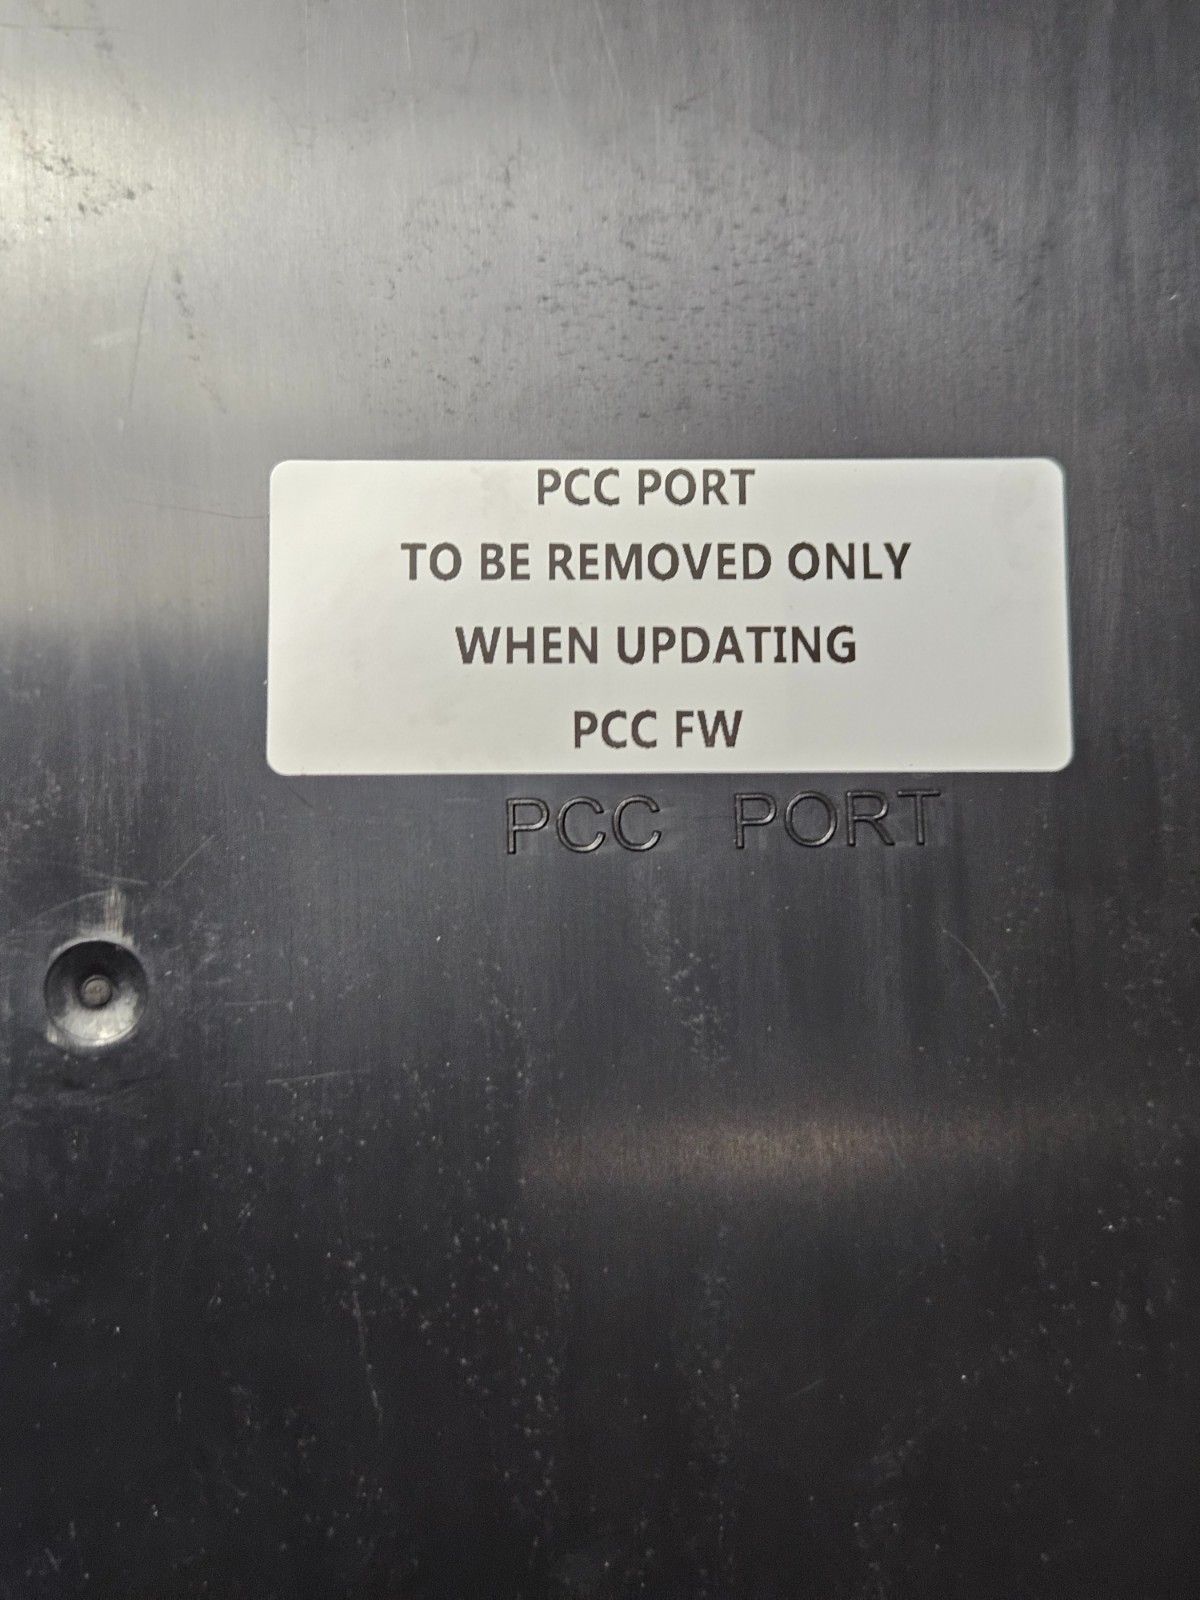 PCC PORT
TO BE REMOVED ONLY
WHEN UPDATING
PCC FW
PCC PORT